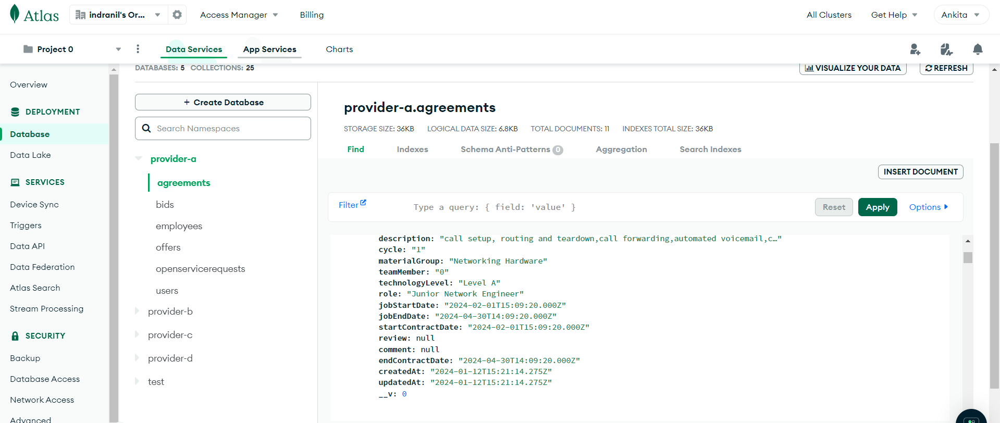 Atlas
indranil's Or...
Access Manager
Billing
All Clusters
Get Help
Ankita
Project 0
Data Services
App Services
Charts
DATABASES: 5 COLLECTIONS: 25
VISUALIZE YOUR DATA
REFRESH
Overview
DEPLOYMENT
Database
Data Lake
SERVICES
Device Sync
Triggers
Data API
Data Federation
Atlas Search
Stream Processing
SECURITY
Backup
Database Access
Network Access
Advanced
+ Create Database
Search Namespaces
provider-a
agreements
bids
employees
offers
openservicerequests
users
provider-b
provider-c
provider-d
test
provider-a.agreements
STORAGE SIZE: 36KB LOGICAL DATA SIZE: 6.8KB TOTAL DOCUMENTS: 11 INDEXES TOTAL SIZE: 36KB
Find Indexes Schema Anti-Patterns 0 Aggregation Search Indexes
INSERT DOCUMENT
Filter
Type a query: { field: 'value' }
Reset
Apply
Options
description: "call setup, routing and teardown,call forwarding,automated voicemail,c…"
cycle: "1"
materialGroup: "Networking Hardware"
teamMember: "0"
technologyLevel: "Level A"
role: "Junior Network Engineer"
jobStartDate: "2024-02-01T15:09:20.000Z"
jobEndDate: "2024-04-30T14:09:20.000Z"
startContractDate: "2024-02-01T15:09:20.000Z"
review: null
comment: null
endContractDate: "2024-04-30T14:09:20.000Z"
createdAt: "2024-01-12T15:21:14.275Z"
updatedAt: "2024-01-12T15:21:14.275Z"
__v: 0